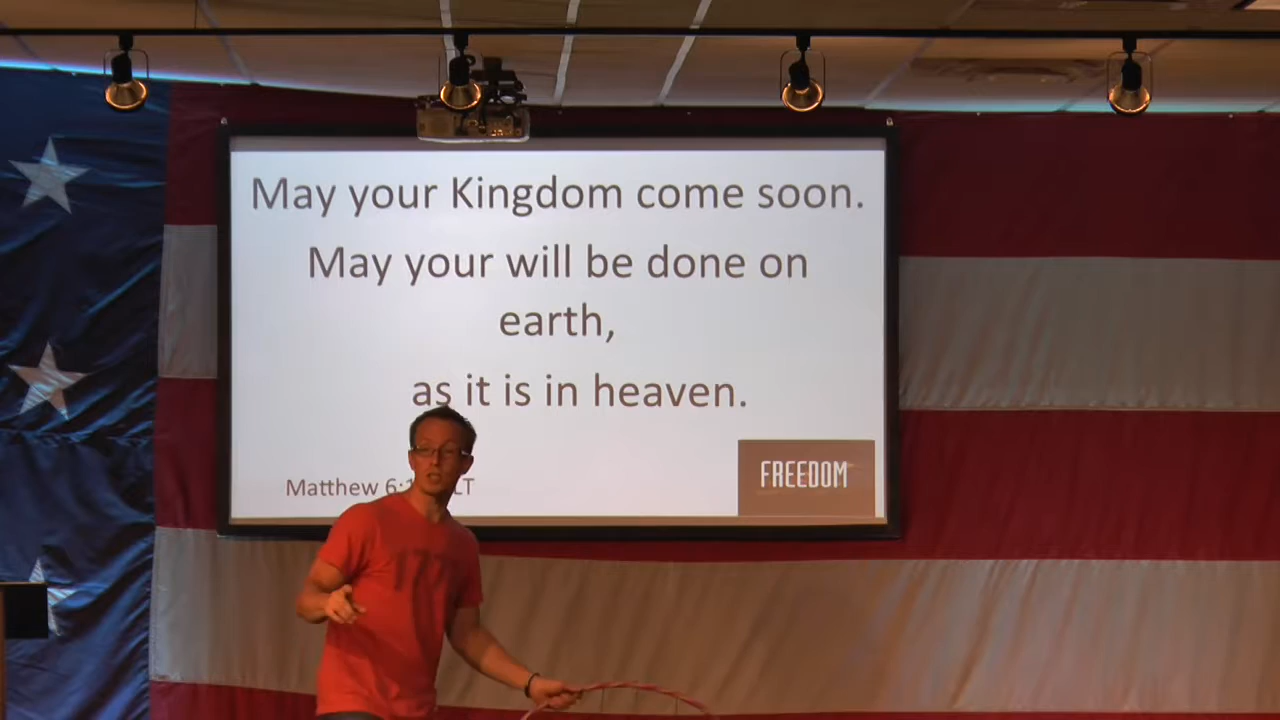 May your Kingdom come soon.
May your will be done on
earth,
as it is in heaven.
Matthew
FREEDOM